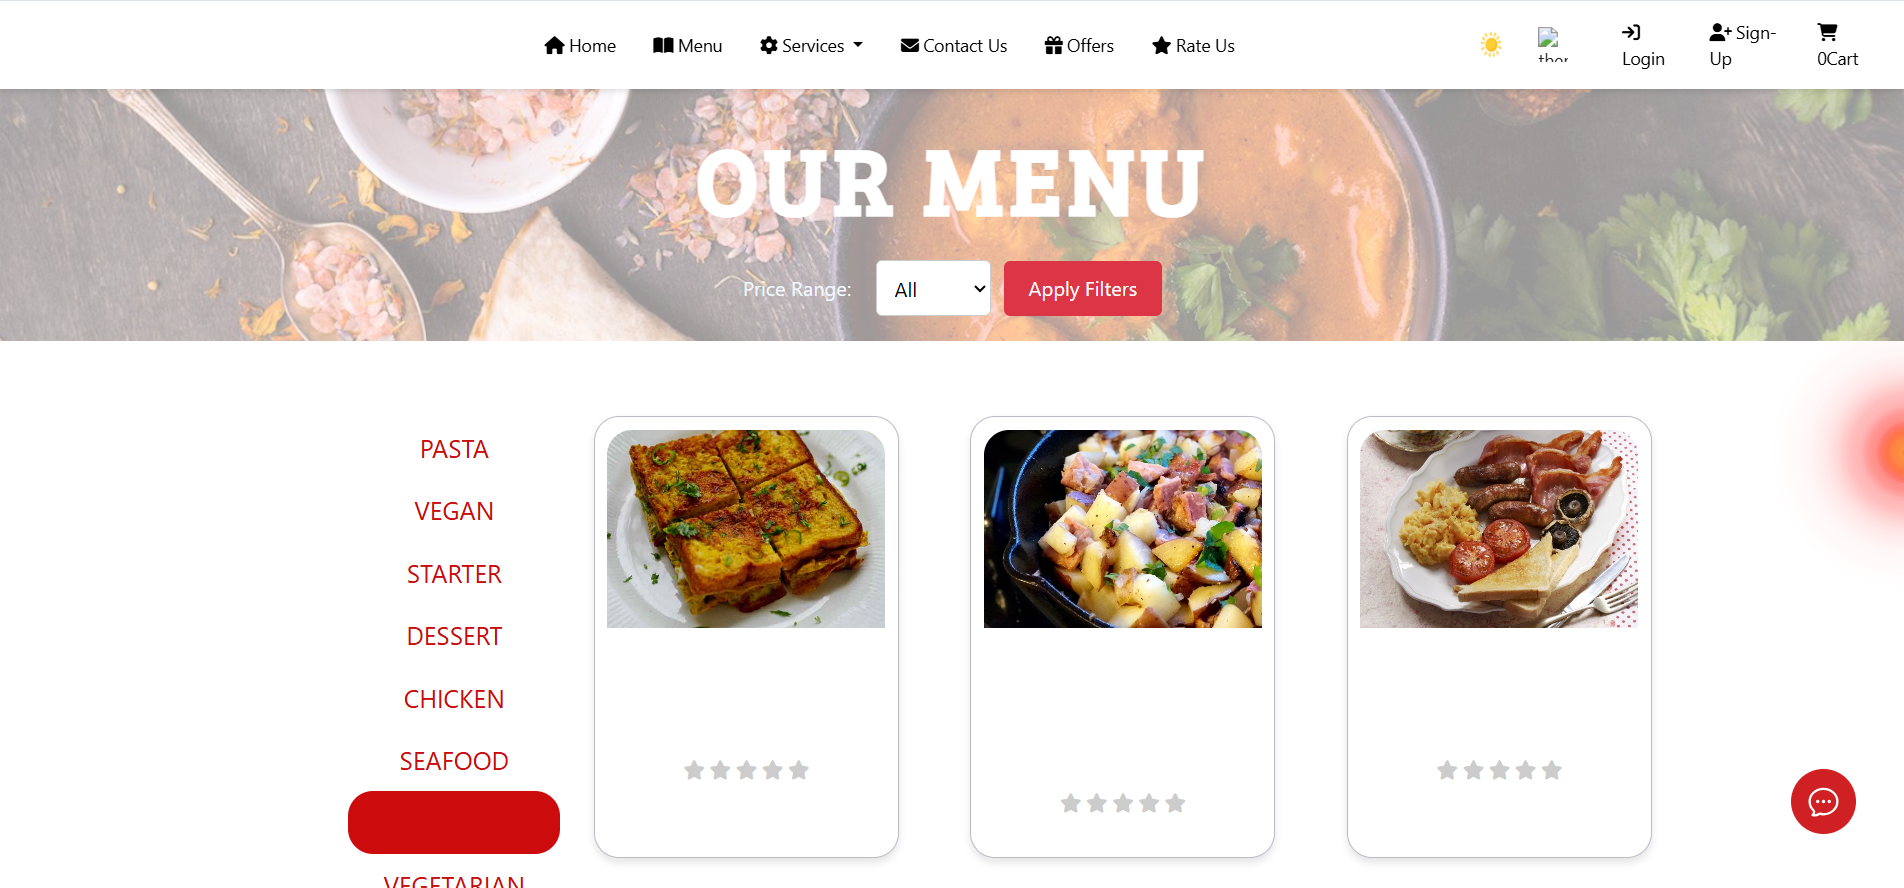 Home Menu Services Contact Us Offers Rate Us
Login
Sign-
Up
0Cart
OUR MENU
Price Range: All Apply Filters
PASTA
VEGAN
STARTER
DESSERT
CHICKEN
SEAFOOD
VEGETARIAN